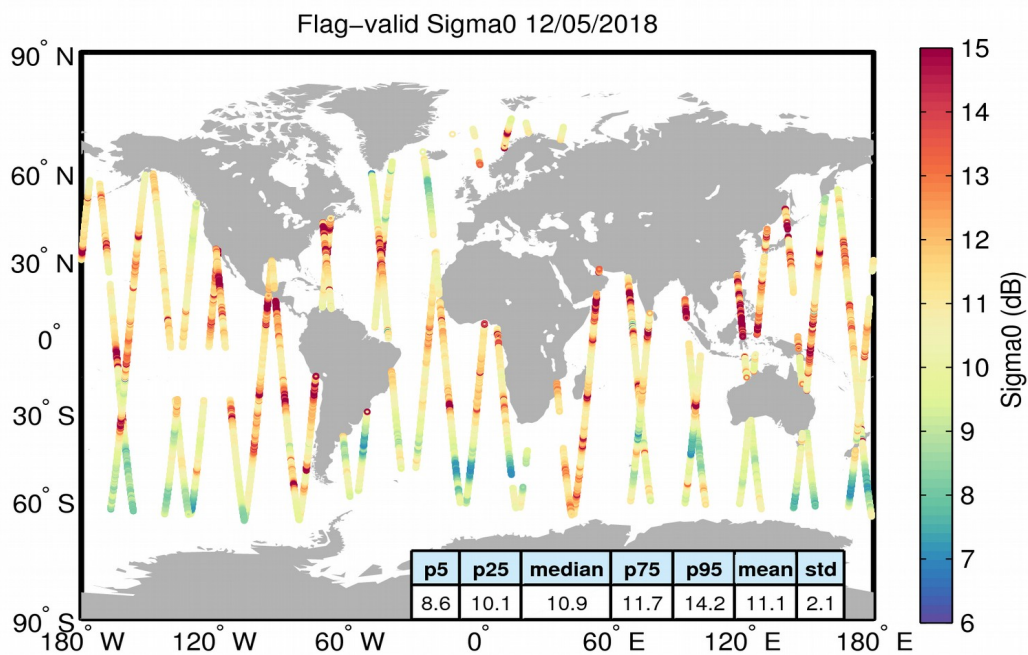 Flag−valid Sigma0 12/05/2018
90° N
60° N
30° N
0°
30° S
60° S
90° S
180° W
120° W
60° W
0°
60° E
120° E
180° E
15
14
13
12
11
10
9
8
7
6
Sigma0 (dB)
p5 p25 median p75 p95 mean std
8.6 10.1 10.9 11.7 14.2 11.1 2.1